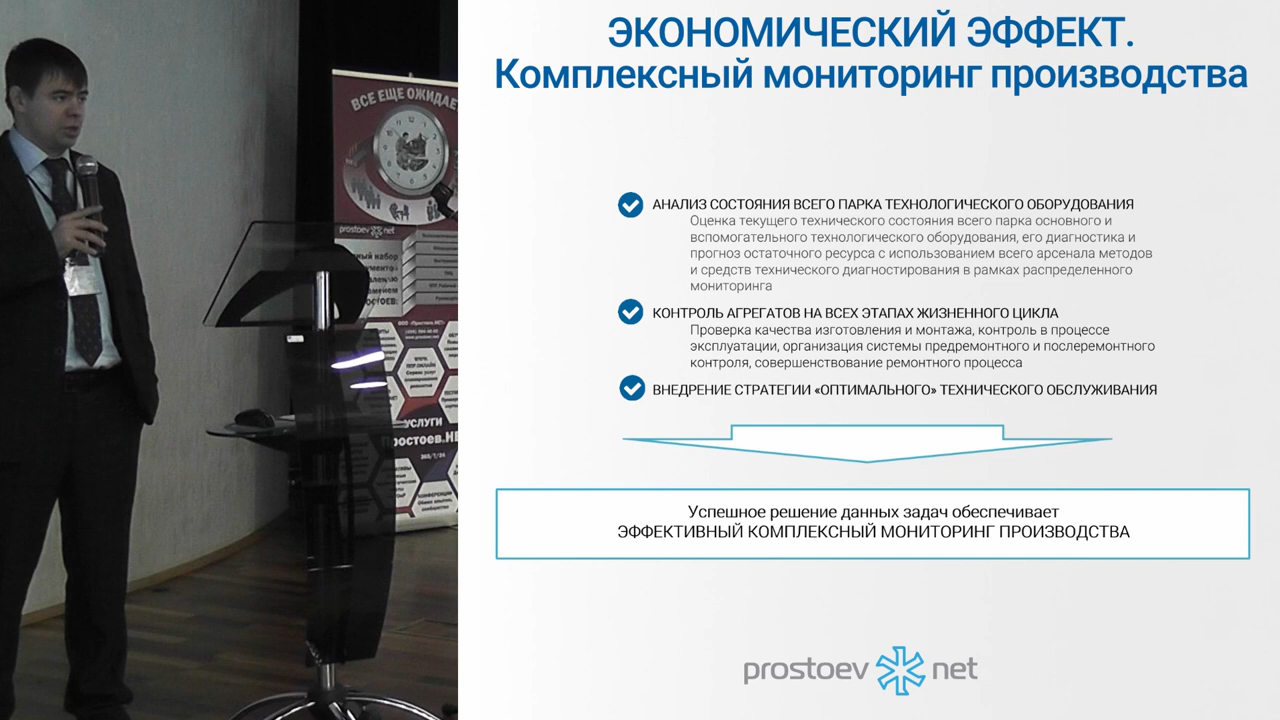 ЭКОНОМИЧЕСКИЙ ЭФФЕКТ.
Комплексный мониторинг производства
АНАЛИЗ СОСТОЯНИЯ ВСЕГО ПАРКА ТЕХНОЛОГИЧЕСКОГО ОБОРУДОВАНИЯ
Оценка текущего технического состояния всего парка основного и
вспомогательного технологического оборудования, его диагностика и
прогноз остаточного ресурса с использованием всего арсенала методов
и средств технического диагностирования в рамках распределенного
мониторинга
КОНТРОЛЬ АГРЕГАТОВ НА ВСЕХ ЭТАПАХ ЖИЗНЕННОГО ЦИКЛА
Проверка качества изготовления и монтажа, контроль в процессе
эксплуатации, организация системы предремонтного и послеремонтного
контроля, совершенствование ремонтного процесса
ВНЕДРЕНИЕ СТРАТЕГИИ «ОПТИМАЛЬНОГО» ТЕХНИЧЕСКОГО ОБСЛУЖИВАНИЯ
Успешное решение данных задач обеспечивает
ЭФФЕКТИВНЫЙ КОМПЛЕКСНЫЙ МОНИТОРИНГ ПРОИЗВОДСТВА
prostoev net
ВСЕ ЕЩЕ ОЖИДАЕ
prostoev net
УСЛУГИ
Простоев.НЕ
365/7/24